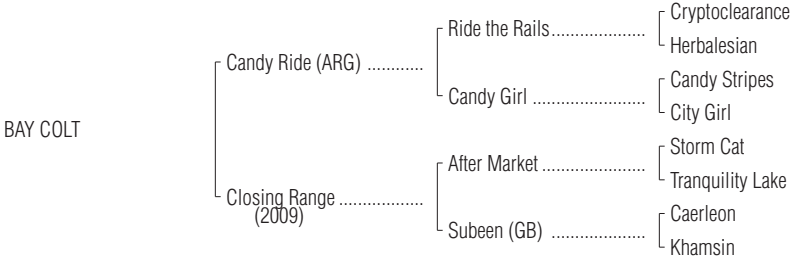 Cryptoclearance
Ride the Rails.....................
Herbalesian
Candy Ride (ARG) ............
Candy Stripes
Candy Girl .........................
City Girl
BAY COLT
Storm Cat
After Market.......................
Tranquility Lake
Closing Range ..................
(2009)
Caerleon
Subeen (GB) .....................
Khamsin